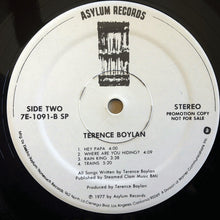 ASYLUM RECORDS
SIDE TWO
7E-1091-B SP
STEREO
PROMOTION COPY
NOT FOR SALE
TERENCE BOYLAN
1. HEY PAPA 4:00
2. WHERE ARE YOU HIDING? 4:09
3. RAIN KING 3:38
4. TRAINS 5:20
All Songs Written by Terence Boylan
Published by Steamed Clam Music BMI
Produced by Terence Boylan
℗ 1977 by Asylum Records